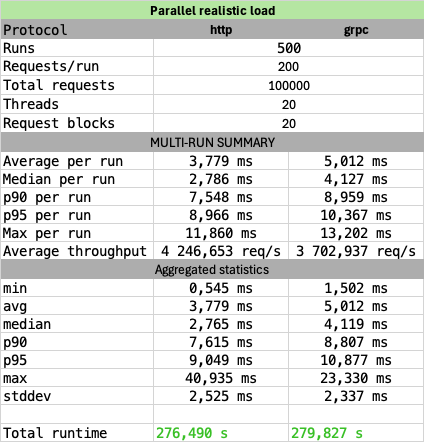 Parallel realistic load
Protocol http grpc
Runs 500
Requests/run 200
Total requests 100000
Threads 20
Request blocks 20
MULTI-RUN SUMMARY
Average per run 3,779 ms 5,012 ms
Median per run 2,786 ms 4,127 ms
p90 per run 7,548 ms 8,959 ms
p95 per run 8,966 ms 10,367 ms
Max per run 11,860 ms 13,202 ms
Average throughput 4 246,653 req/s 3 702,937 req/s
Aggregated statistics
min 0,545 ms 1,502 ms
avg 3,779 ms 5,012 ms
median 2,765 ms 4,119 ms
p90 7,615 ms 8,807 ms
p95 9,049 ms 10,877 ms
max 40,935 ms 23,330 ms
stddev 2,525 ms 2,337 ms
Total runtime 276,490 s 279,827 s